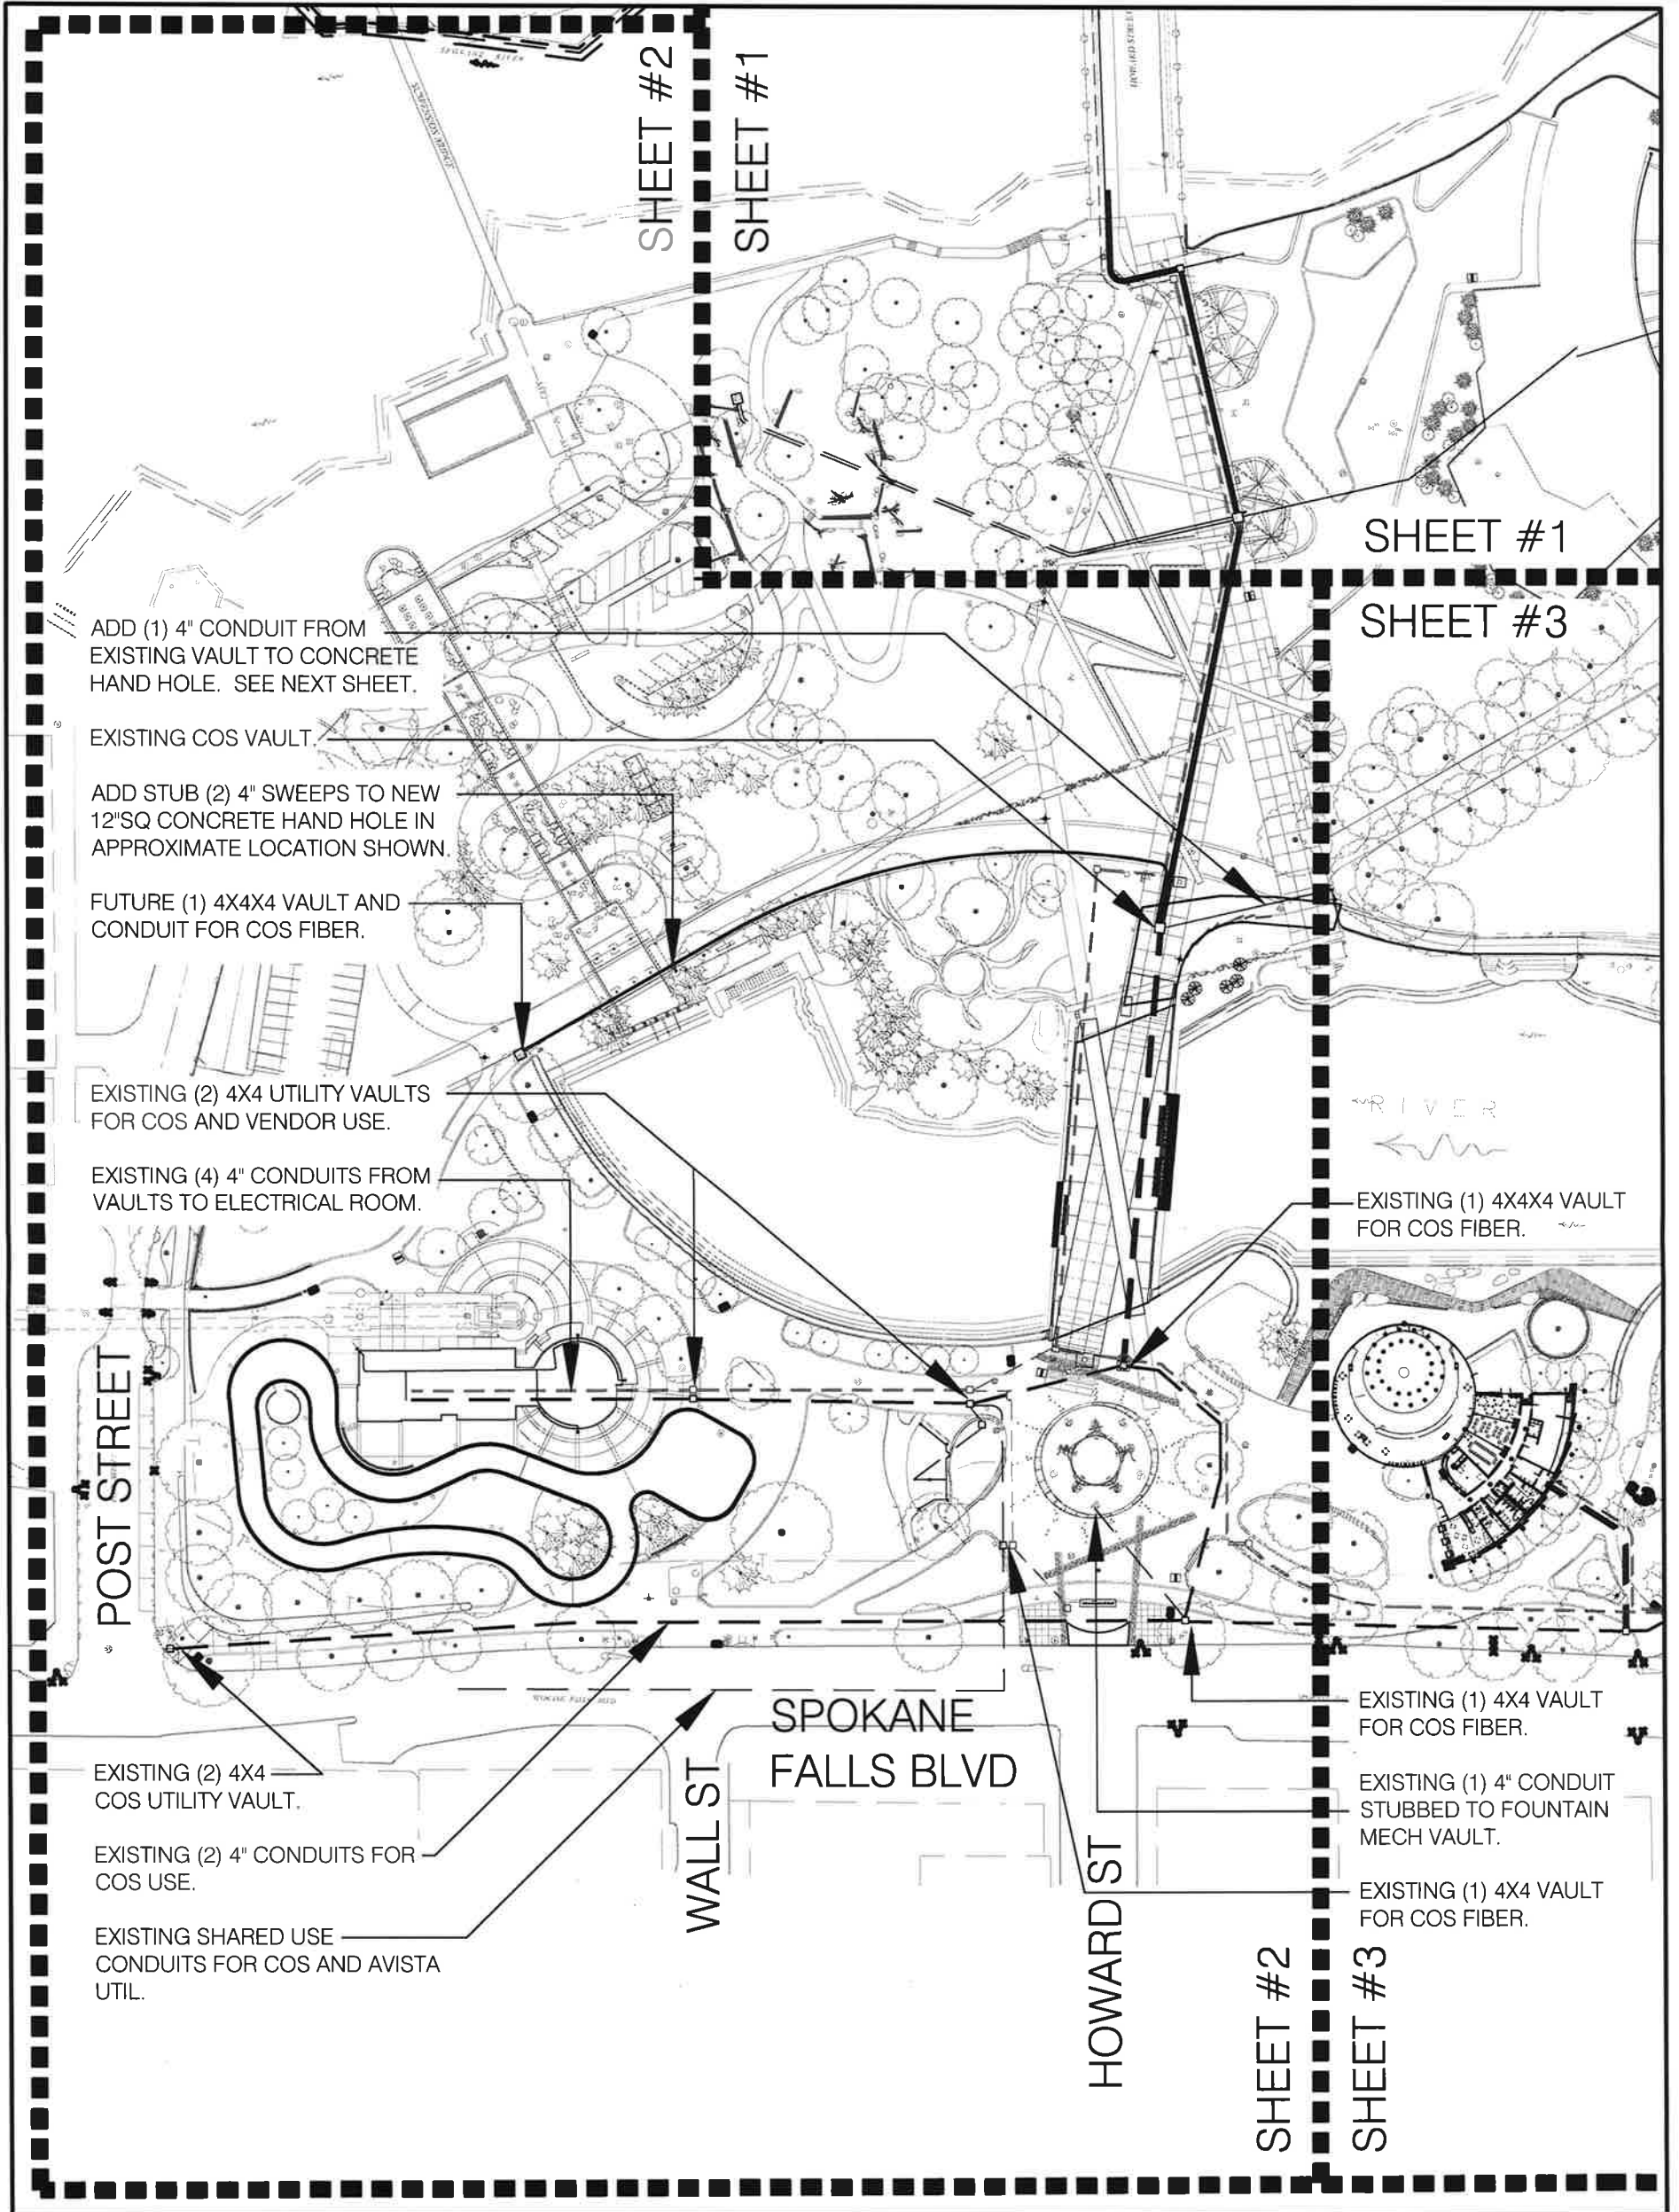 SHEET #2
SHEET #1
SUSPENSION BRIDGE
SPOKANE RIVER
SHEET #1
SHEET #3
ADD (1) 4" CONDUIT FROM
EXISTING VAULT TO CONCRETE
HAND HOLE. SEE NEXT SHEET.
EXISTING COS VAULT.
ADD STUB (2) 4" SWEEPS TO NEW
12"SQ CONCRETE HAND HOLE IN
APPROXIMATE LOCATION SHOWN.
FUTURE (1) 4X4X4 VAULT AND
CONDUIT FOR COS FIBER.
EXISTING (2) 4X4 UTILITY VAULTS
FOR COS AND VENDOR USE.
EXISTING (4) 4" CONDUITS FROM
VAULTS TO ELECTRICAL ROOM.
RIVER
EXISTING (1) 4X4X4 VAULT
FOR COS FIBER.
POST STREET
SPOKANE
FALLS BLVD
WALL ST
HOWARD ST
EXISTING (2) 4X4
COS UTILITY VAULT.
EXISTING (2) 4" CONDUITS FOR
COS USE.
EXISTING SHARED USE
CONDUITS FOR COS AND AVISTA
UTIL.
EXISTING (1) 4X4 VAULT
FOR COS FIBER.
EXISTING (1) 4" CONDUIT
STUBBED TO FOUNTAIN
MECH VAULT.
EXISTING (1) 4X4 VAULT
FOR COS FIBER.
SHEET #2
SHEET #3